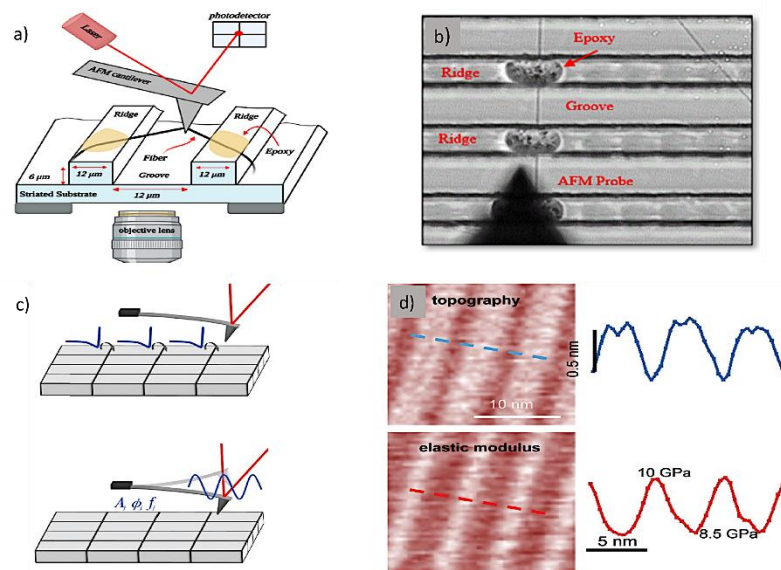 a)
Laser
photodetector
AFM cantilever
Ridge
Ridge
Fiber
Groove
Epoxy
6 μm
12 μm
12 μm
12 μm
Striated Substrate
objective lens
b)
Epoxy
Ridge
Groove
Ridge
AFM Probe
c)
A, ϕ, f,
d)
topography
10 nm
0.5 nm
elastic modulus
10 GPa
8.5 GPa
5 nm